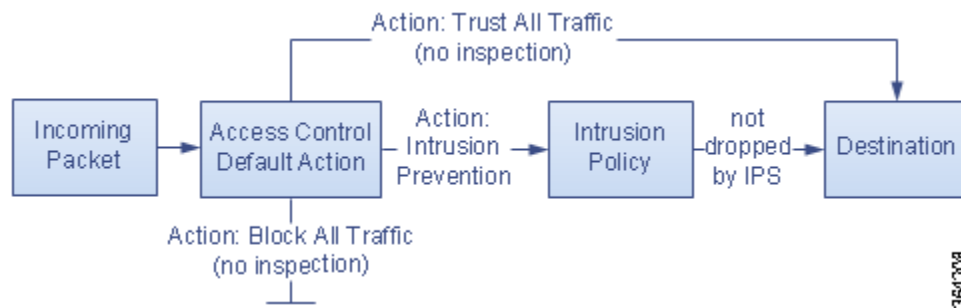 Action: Trust All Traffic
(no inspection)
Incoming
Packet
Access Control
Default Action
Action:
Intrusion
Prevention
Intrusion
Policy
not
dropped
by IPS
Destination
Action: Block All Traffic
(no inspection)